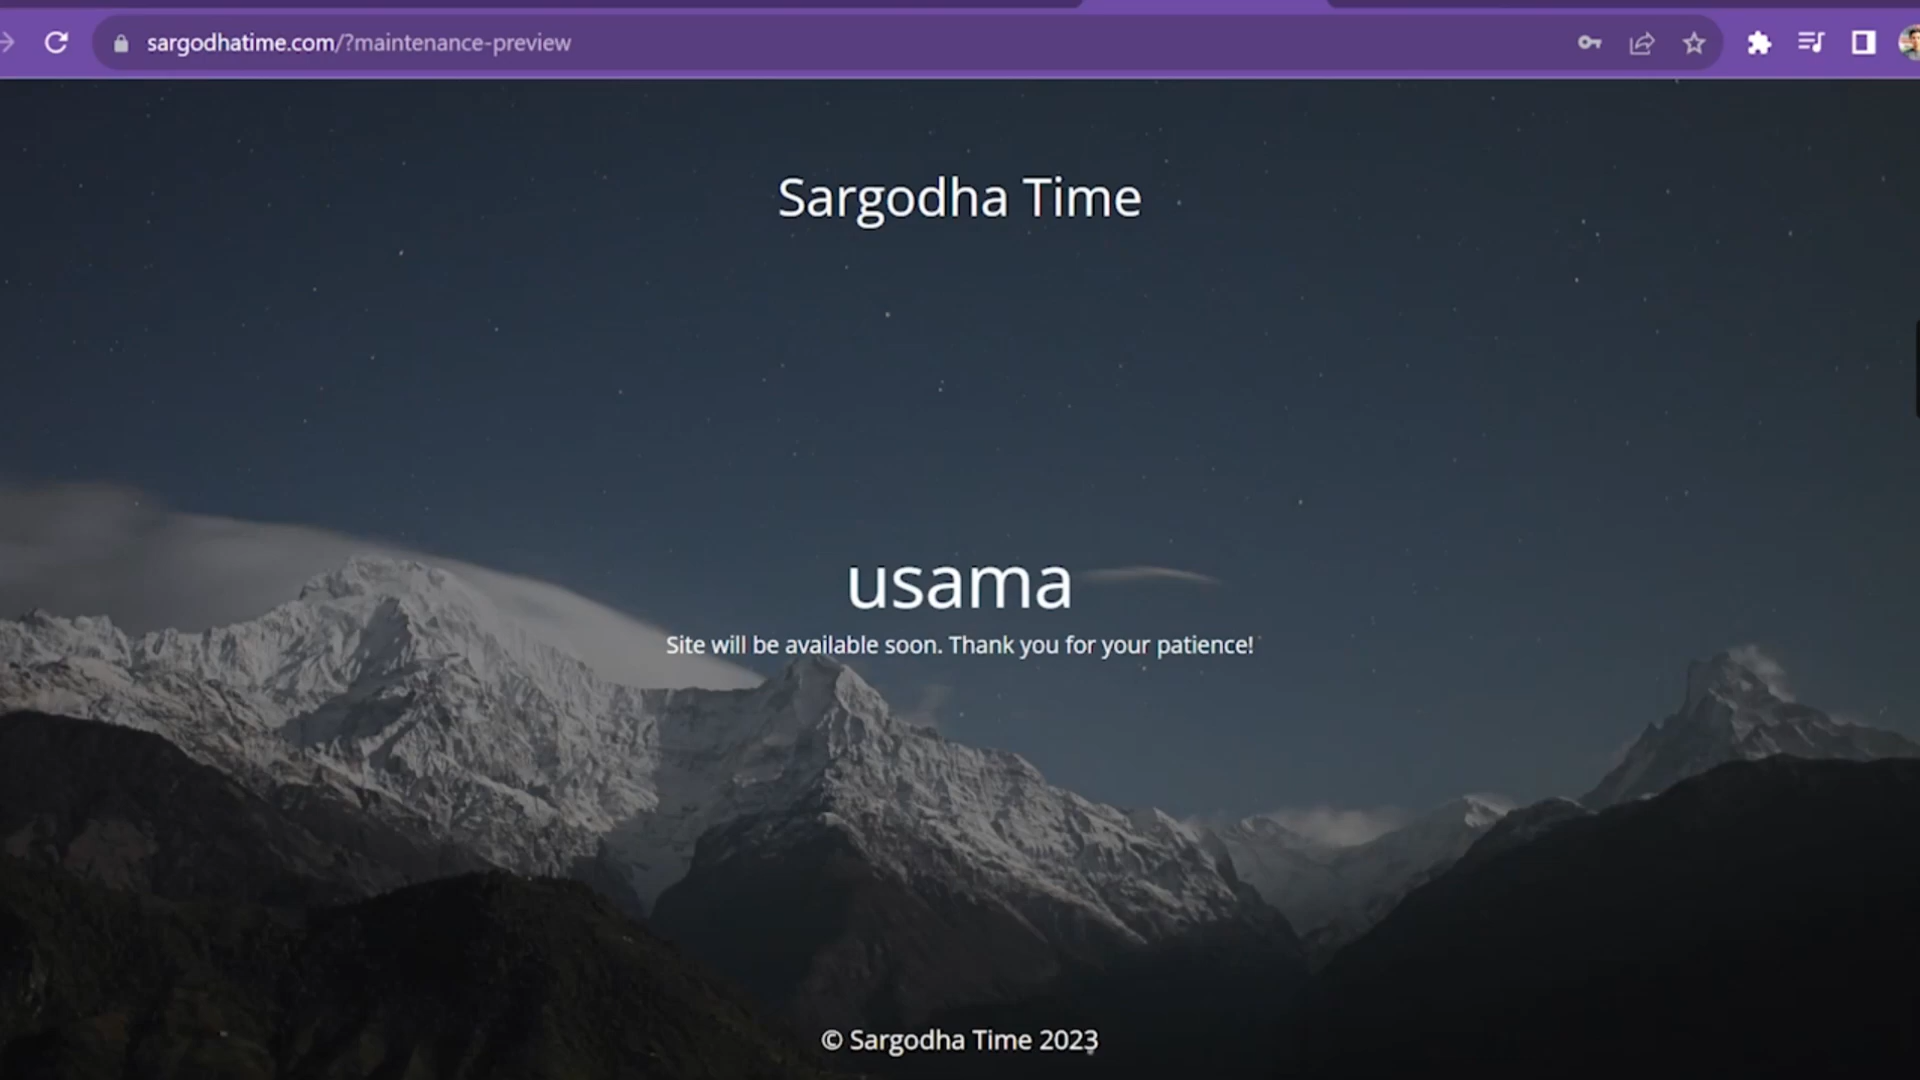 sargodhatime.com/?maintenance-preview
Sargodha Time
usama
Site will be available soon. Thank you for your patience!
© Sargodha Time 2023